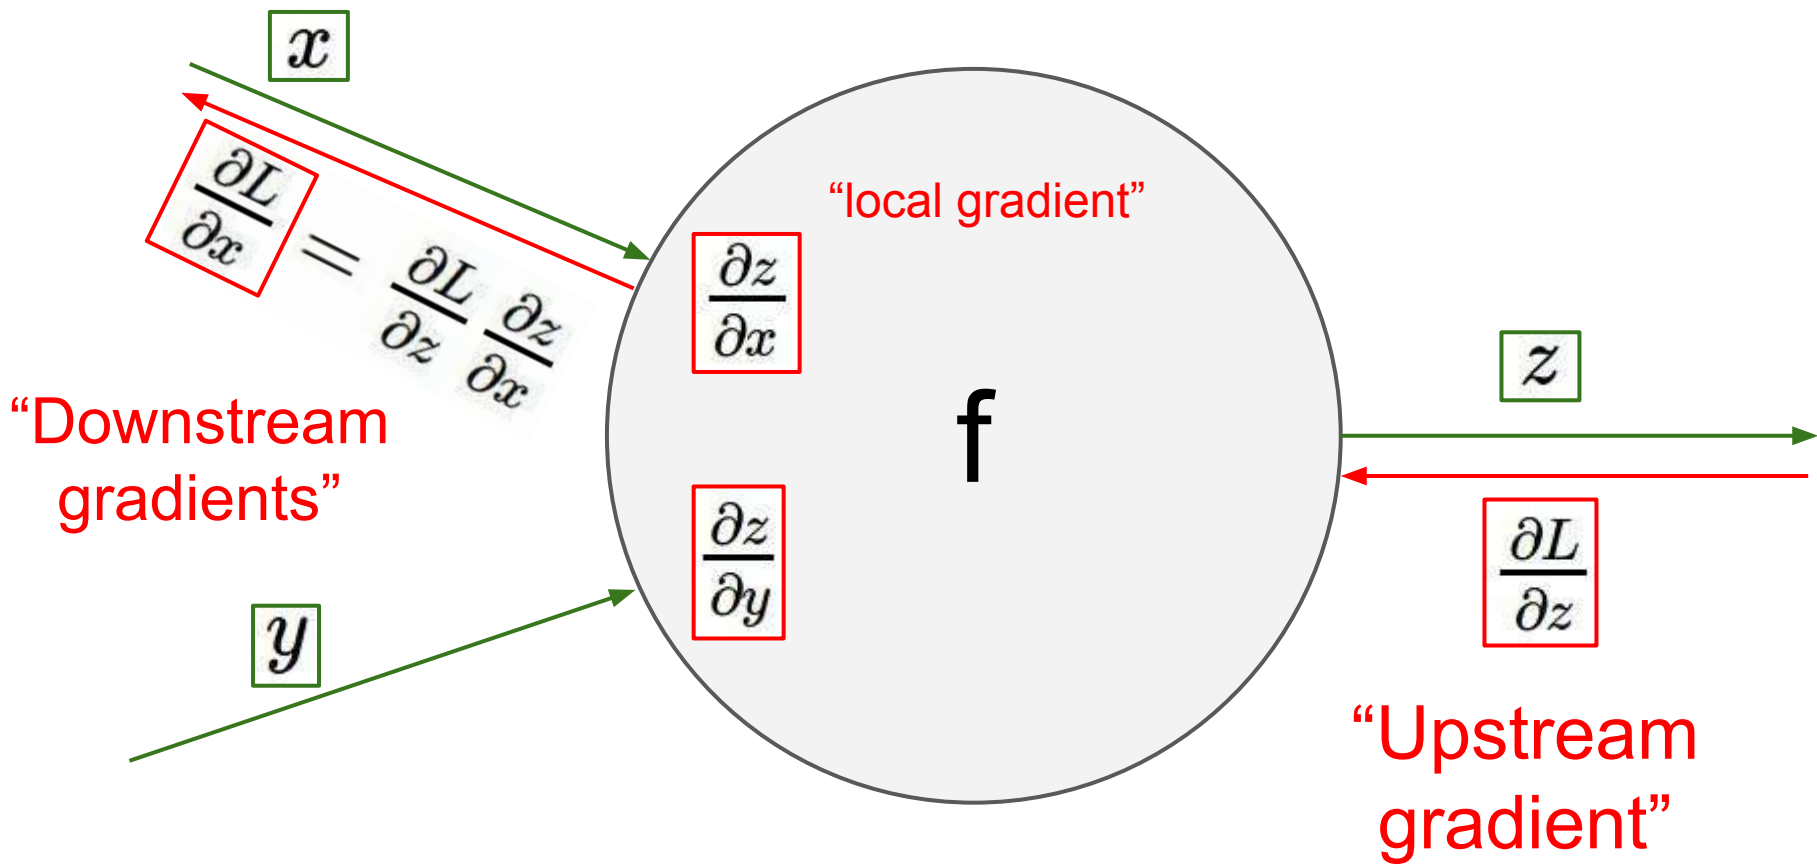 x
∂L/∂x = ∂L/∂z ∂z/∂x
“Downstream
gradients”
y
“local gradient”
∂z/∂x
f
∂z/∂y
z
∂L/∂z
“Upstream
gradient”